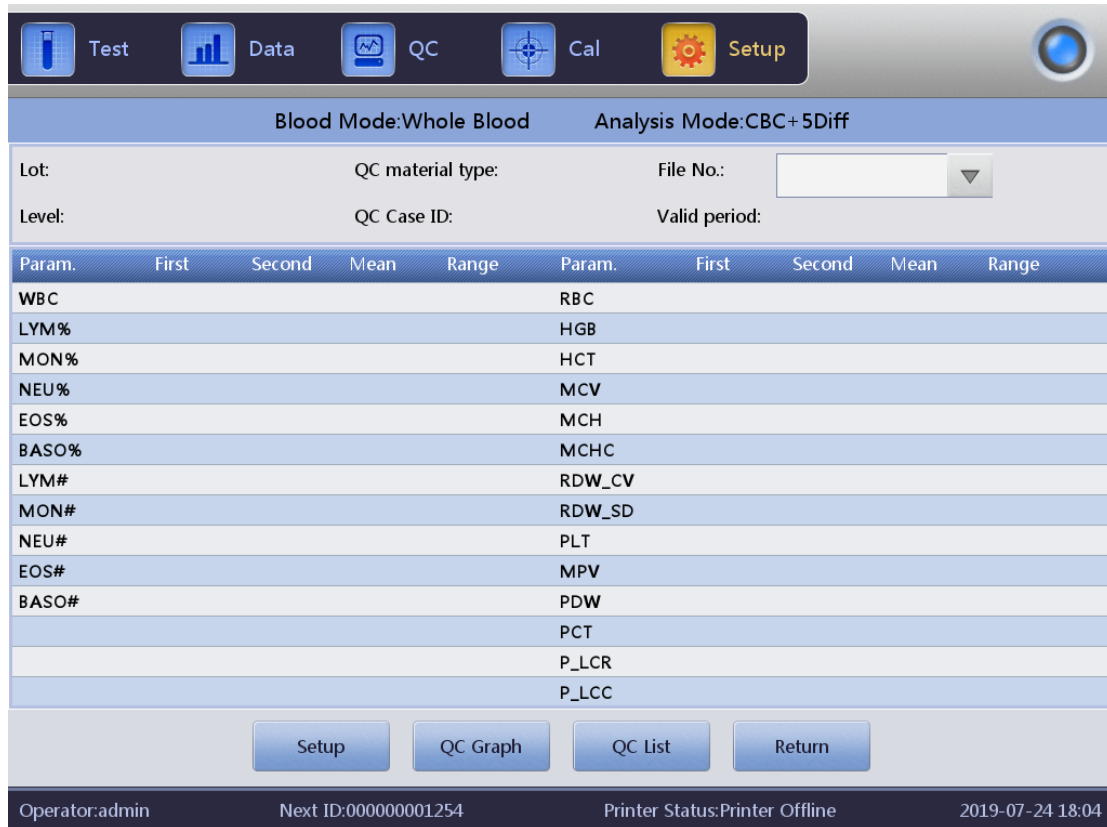 Test Data QC Cal Setup
Blood Mode:Whole Blood Analysis Mode:CBC+5Diff
Lot: QC material type: File No.:
Level: QC Case ID: Valid period:
Param. First Second Mean Range Param. First Second Mean Range
WBC RBC
LYM% HGB
MON% HCT
NEU% MCV
EOS% MCH
BASO% MCHC
LYM# RDW_CV
MON# RDW_SD
NEU# PLT
EOS# MPV
BASO# PDW
PCT
P_LCR
P_LCC
Setup QC Graph QC List Return
Operator:admin Next ID:000000001254 Printer Status:Printer Offline 2019-07-24 18:04